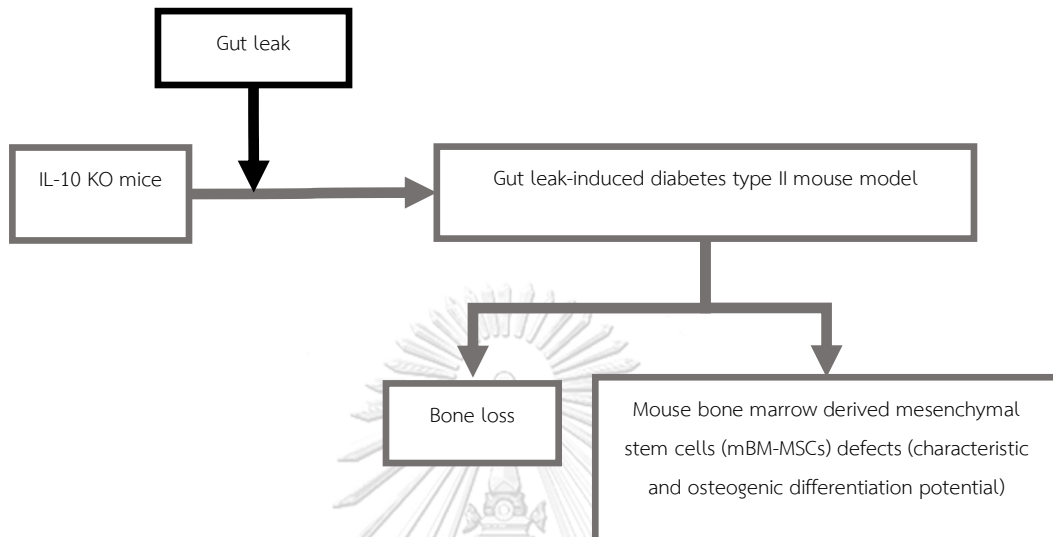 Gut leak
IL-10 KO mice
Gut leak-induced diabetes type II mouse model
Bone loss
Mouse bone marrow derived mesenchymal
stem cells (mBM-MSCs) defects (characteristic
and osteogenic differentiation potential)